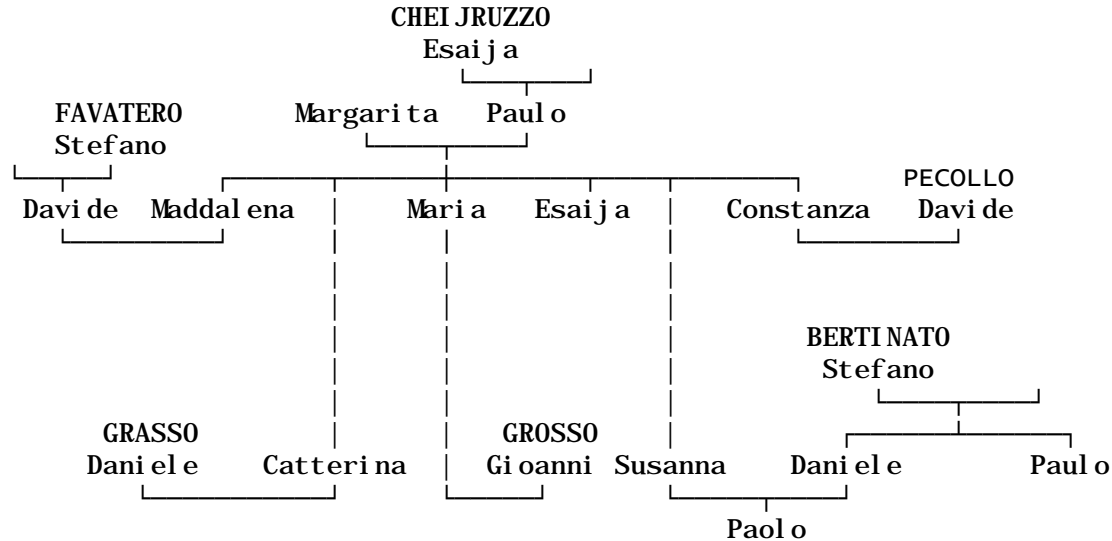 CHEIJRUZZO
Esaija
FAVATERO Margarita Paulo
Stefano
PECOLLO
Davide Maddalena Maria Esaija Constanza Davide
BERTINATO
Stefano
GRASSO GROSSO
Daniele Catterina Gioanni Susanna Daniele Paulo
Paolo